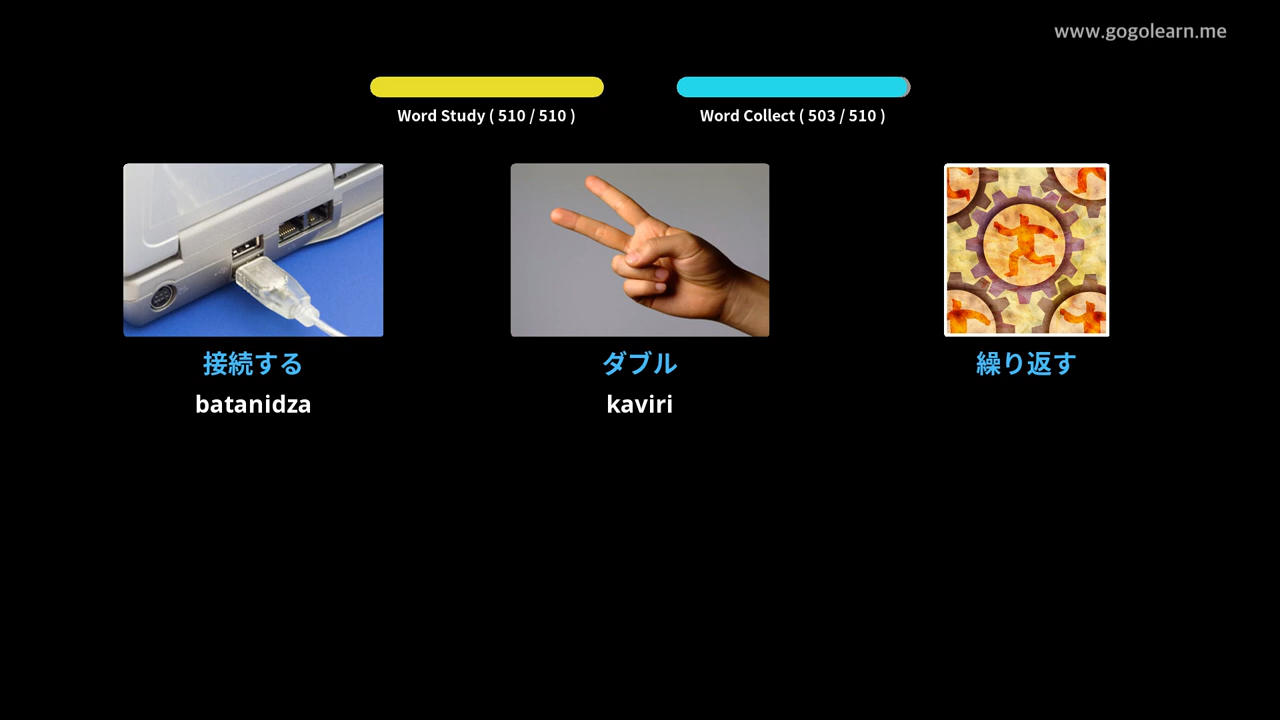 www.gogolearn.me
Word Study ( 510 / 510 )
Word Collect ( 503 / 510 )
接続する
ダブル
繰り返す
batanidza
kaviri